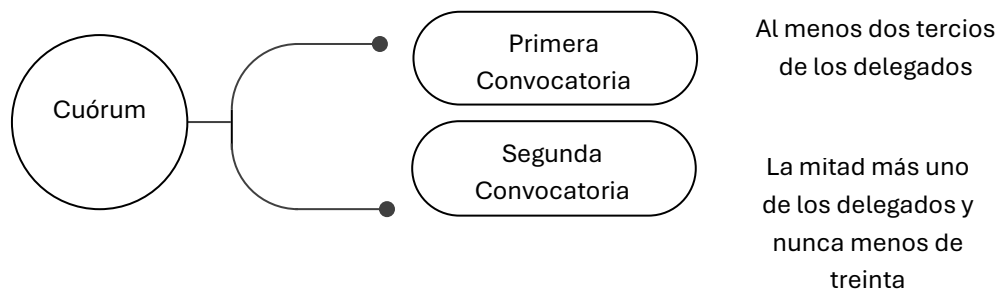 Cuórum
Primera
Convocatoria
Al menos dos tercios
de los delegados
Segunda
Convocatoria
La mitad más uno
de los delegados y
nunca menos de
treinta